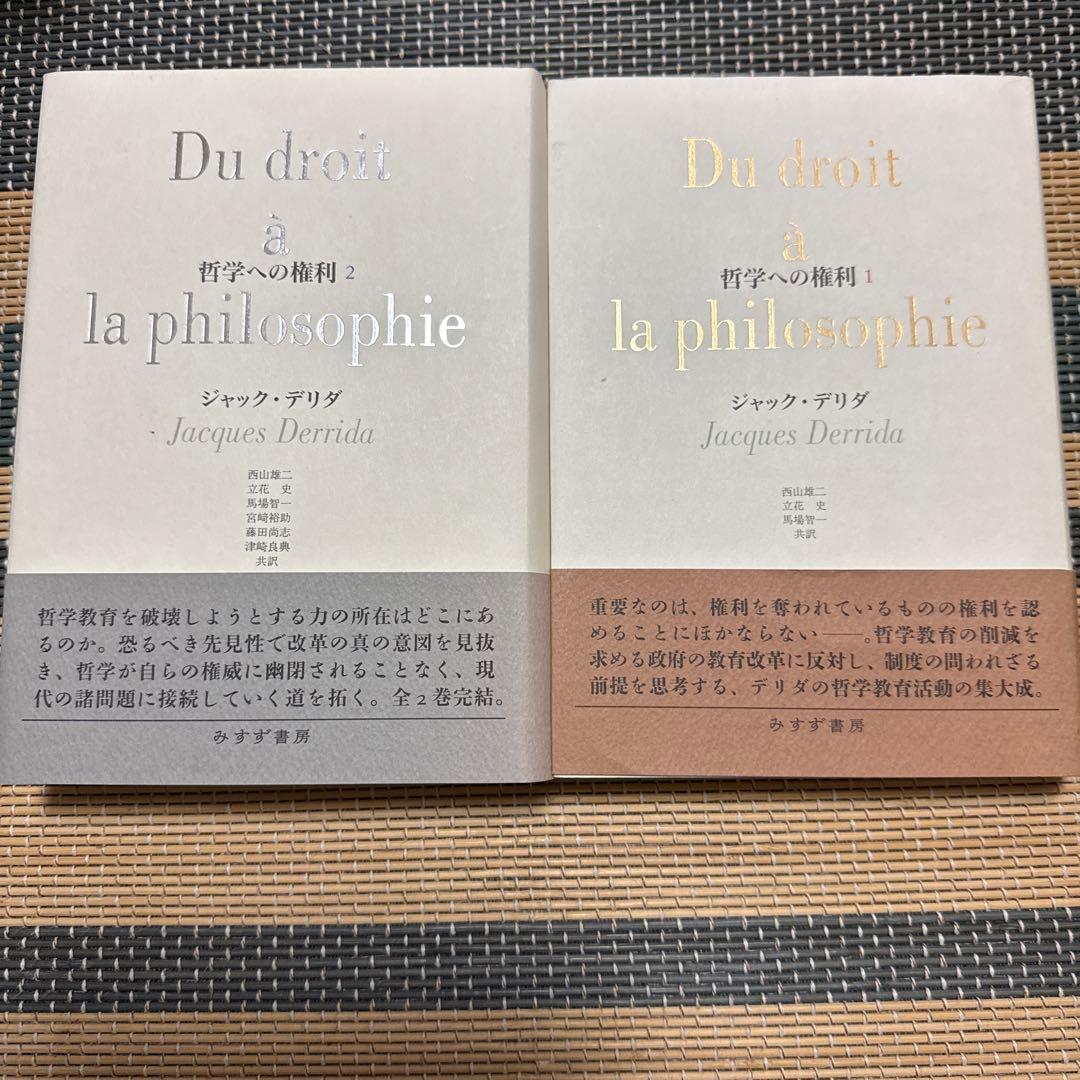 Du droit
à
哲学への権利 2
la philosophie
ジャック・デリダ
Jacques Derrida
西山雄二
立花 史
馬場智一
宮﨑裕助
藤田尚志
津崎良典
共訳
哲学教育を破壊しようとする力の所在はどこにあ
るのか。恐るべき先見性で改革の真の意図を見抜
き、哲学が自らの権威に幽閉されることなく、現
代の諸問題に接続していく道を拓く。全2巻完結。
みすず書房
Du droit
à
哲学への権利 1
la philosophie
ジャック・デリダ
Jacques Derrida
西山雄二
立花 史
馬場智一
共訳
重要なのは、権利を奪われているものの権利を認
めることにほかならない——。哲学教育の削減を
求める政府の教育改革に反対し、制度の問われざる
前提を思考する、デリダの哲学教育活動の集大成。
みすず書房